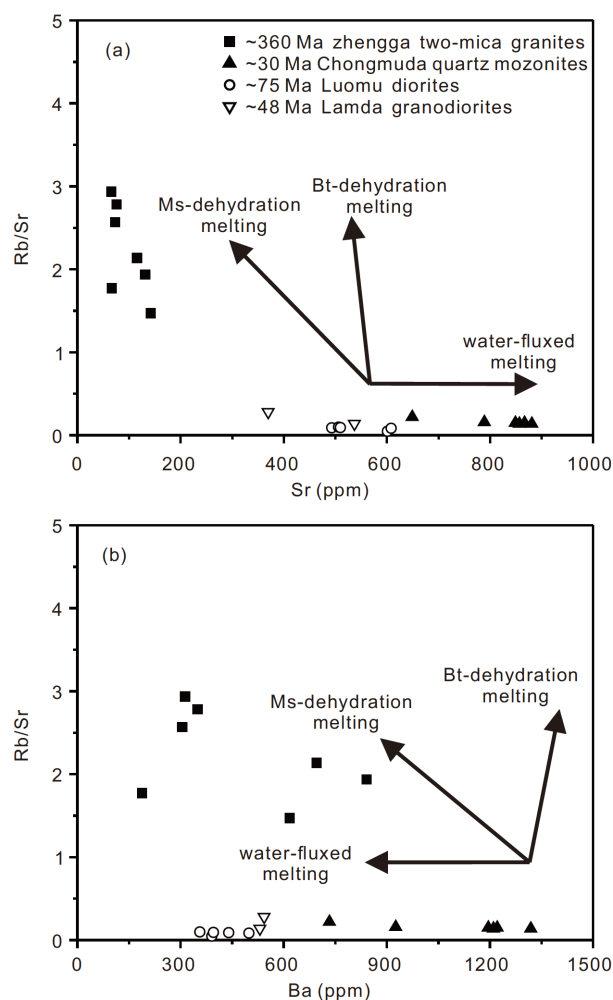 (a)
~360 Ma zhengga two-mica granites
~30 Ma Chongmuda quartz mozonites
~75 Ma Luomu diorites
~48 Ma Lamda granodiorites
5
4
3
2
1
0
Rb/Sr
Ms-dehydration
melting
Bt-dehydration
melting
water-fluxed
melting
0
200
400
600
800
1000
Sr (ppm)
(b)
5
4
3
2
1
0
Rb/Sr
Ms-dehydration
melting
Bt-dehydration
melting
water-fluxed
melting
0
300
600
900
1200
1500
Ba (ppm)